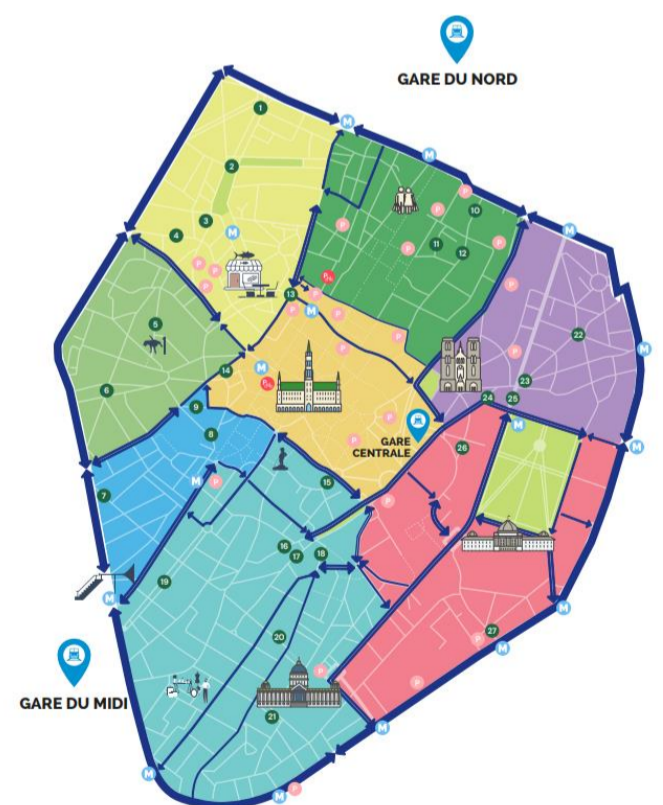 GARE DU NORD
1
M
M
2
P
10
P
3
M
4
P
11
P
M
12
P
P
P
P
P
P
13
P
M
P
22
M
5
P
P
14
M
P
23
6
24
25
9
P
GARE
CENTRALE
M
8
P
26
M
15
7
M
P
P
16
17
18
19
M
M
20
27
P
M
GARE DU MIDI
P
P
21
M
M
M
P